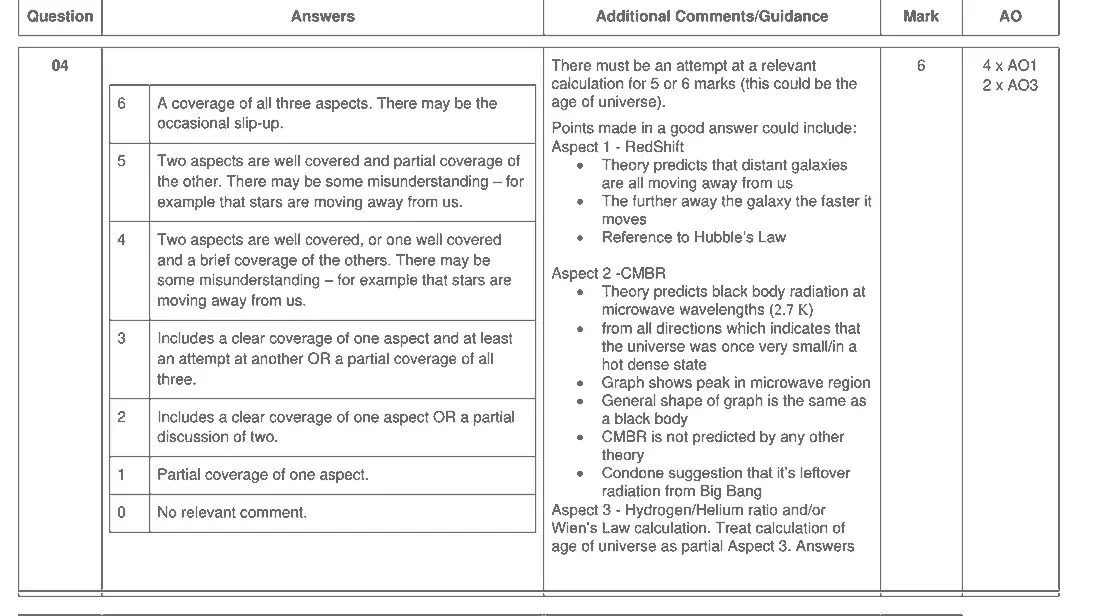 Question Answers Additional Comments/Guidance Mark AO
04
6 A coverage of all three aspects. There may be the
occasional slip-up.
5 Two aspects are well covered and partial coverage of
the other. There may be some misunderstanding – for
example that stars are moving away from us.
4 Two aspects are well covered, or one well covered
and a brief coverage of the others. There may be
some misunderstanding – for example that stars are
moving away from us.
3 Includes a clear coverage of one aspect and at least
an attempt at another OR a partial coverage of all
three.
2 Includes a clear coverage of one aspect OR a partial
discussion of two.
1 Partial coverage of one aspect.
0 No relevant comment.
There must be an attempt at a relevant
calculation for 5 or 6 marks (this could be the
age of universe).
Points made in a good answer could include:
Aspect 1 - RedShift
• Theory predicts that distant galaxies
are all moving away from us
• The further away the galaxy the faster it
moves
• Reference to Hubble's Law
Aspect 2 -CMBR
• Theory predicts black body radiation at
microwave wavelengths (2.7 K)
• from all directions which indicates that
the universe was once very small/in a
hot dense state
• Graph shows peak in microwave region
• General shape of graph is the same as
a black body
• CMBR is not predicted by any other
theory
• Condone suggestion that it's leftover
radiation from Big Bang
Aspect 3 - Hydrogen/Helium ratio and/or
Wien's Law calculation. Treat calculation of
age of universe as partial Aspect 3. Answers
6
4 x AO1
2 x AO3